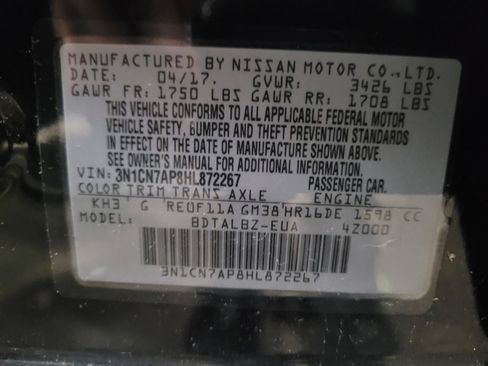 MANUFACTURED BY NISSAN MOTOR CO.,LTD.
DATE: 04/17. GVWR: 3426 LBS
GAWR FR: 1750 LBS GAWR RR: 1708 LBS
THIS VEHICLE CONFORMS TO ALL APPLICABLE FEDERAL MOTOR
VEHICLE SAFETY, BUMPER AND THEFT PREVENTION STANDARDS
IN EFFECT ON THE DATE OF MANUFACTURE SHOWN ABOVE.
SEE OWNER'S MANUAL FOR ADDITIONAL INFORMATION.
VIN: 3N1CN7AP8HL872267 PASSENGER CAR.
COLOR TRIM TRANS AXLE ENGINE
KH3 G RE0F11A GM38 HR16DE 1598 CC
MODEL: BDTALBZ-EUA 4Z000
3N1CN7AP8HL872267